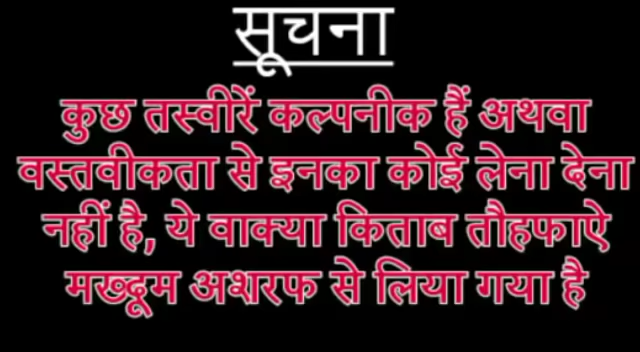 सूचना
कुछ तस्वीरें कल्पनीक हैं अथवा
वस्तवीकता से इनका कोई लेना देना
नहीं है, ये वाक्या किताब तौहफाऐ
मख्दूम अशरफ से लिया गया है